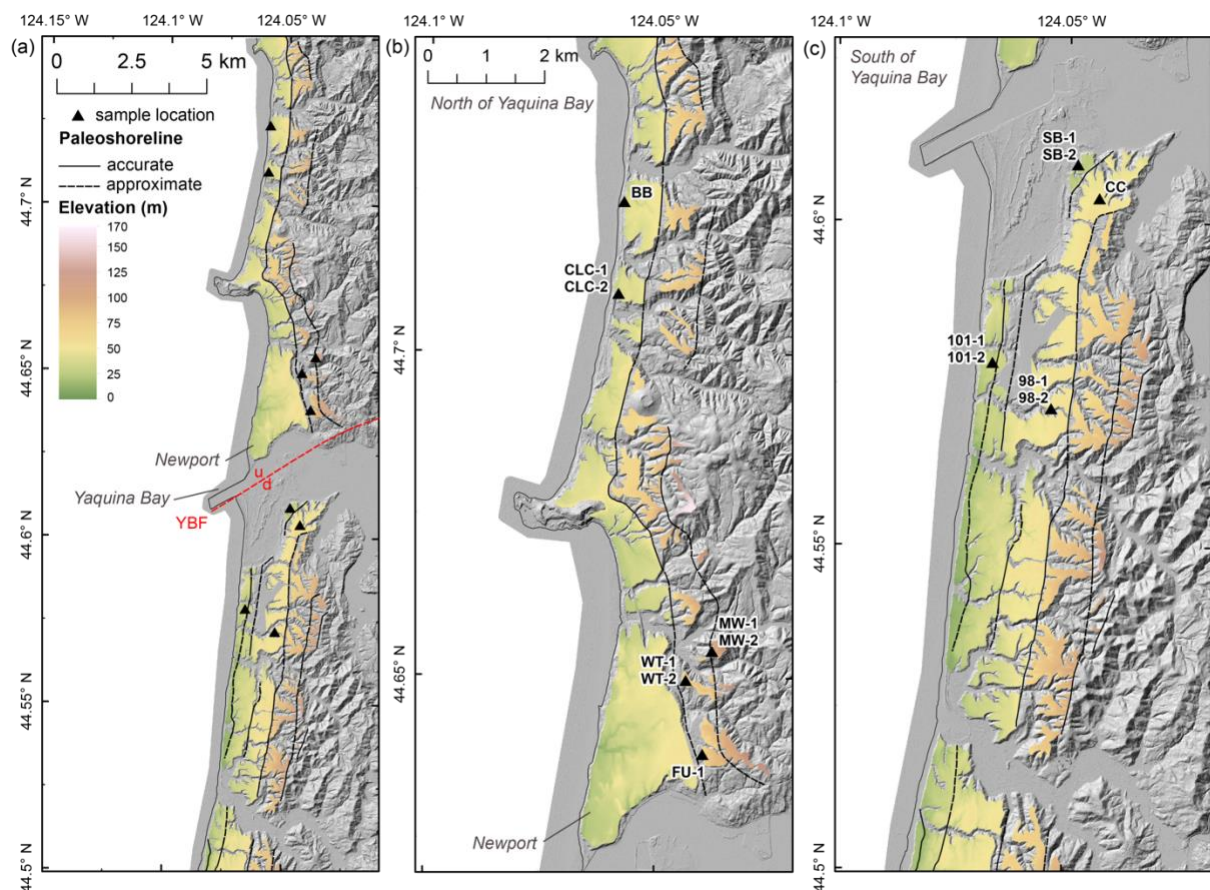 124.15° W
124.1° W
124.05° W
(a)
0
2.5
5 km
sample location
Paleoshoreline
accurate
approximate
Elevation (m)
170
125
100
75
50
25
0
44.7° N
44.65° N
44.6° N
44.55° N
44.5° N
Newport
Yaquina Bay
YBF
u
d
124.1° W
124.05° W
(b)
0
1
2 km
North of Yaquina Bay
BB
CLC-1
CLC-2
MW-1
MW-2
WT-1
WT-2
FU-1
Newport
44.7° N
44.65° N
124.05° W
(c)
South of
Yaquina Bay
SB-1
SB-2
CC
101-1
101-2
98-1
98-2
44.6° N
44.55° N
44.5° N